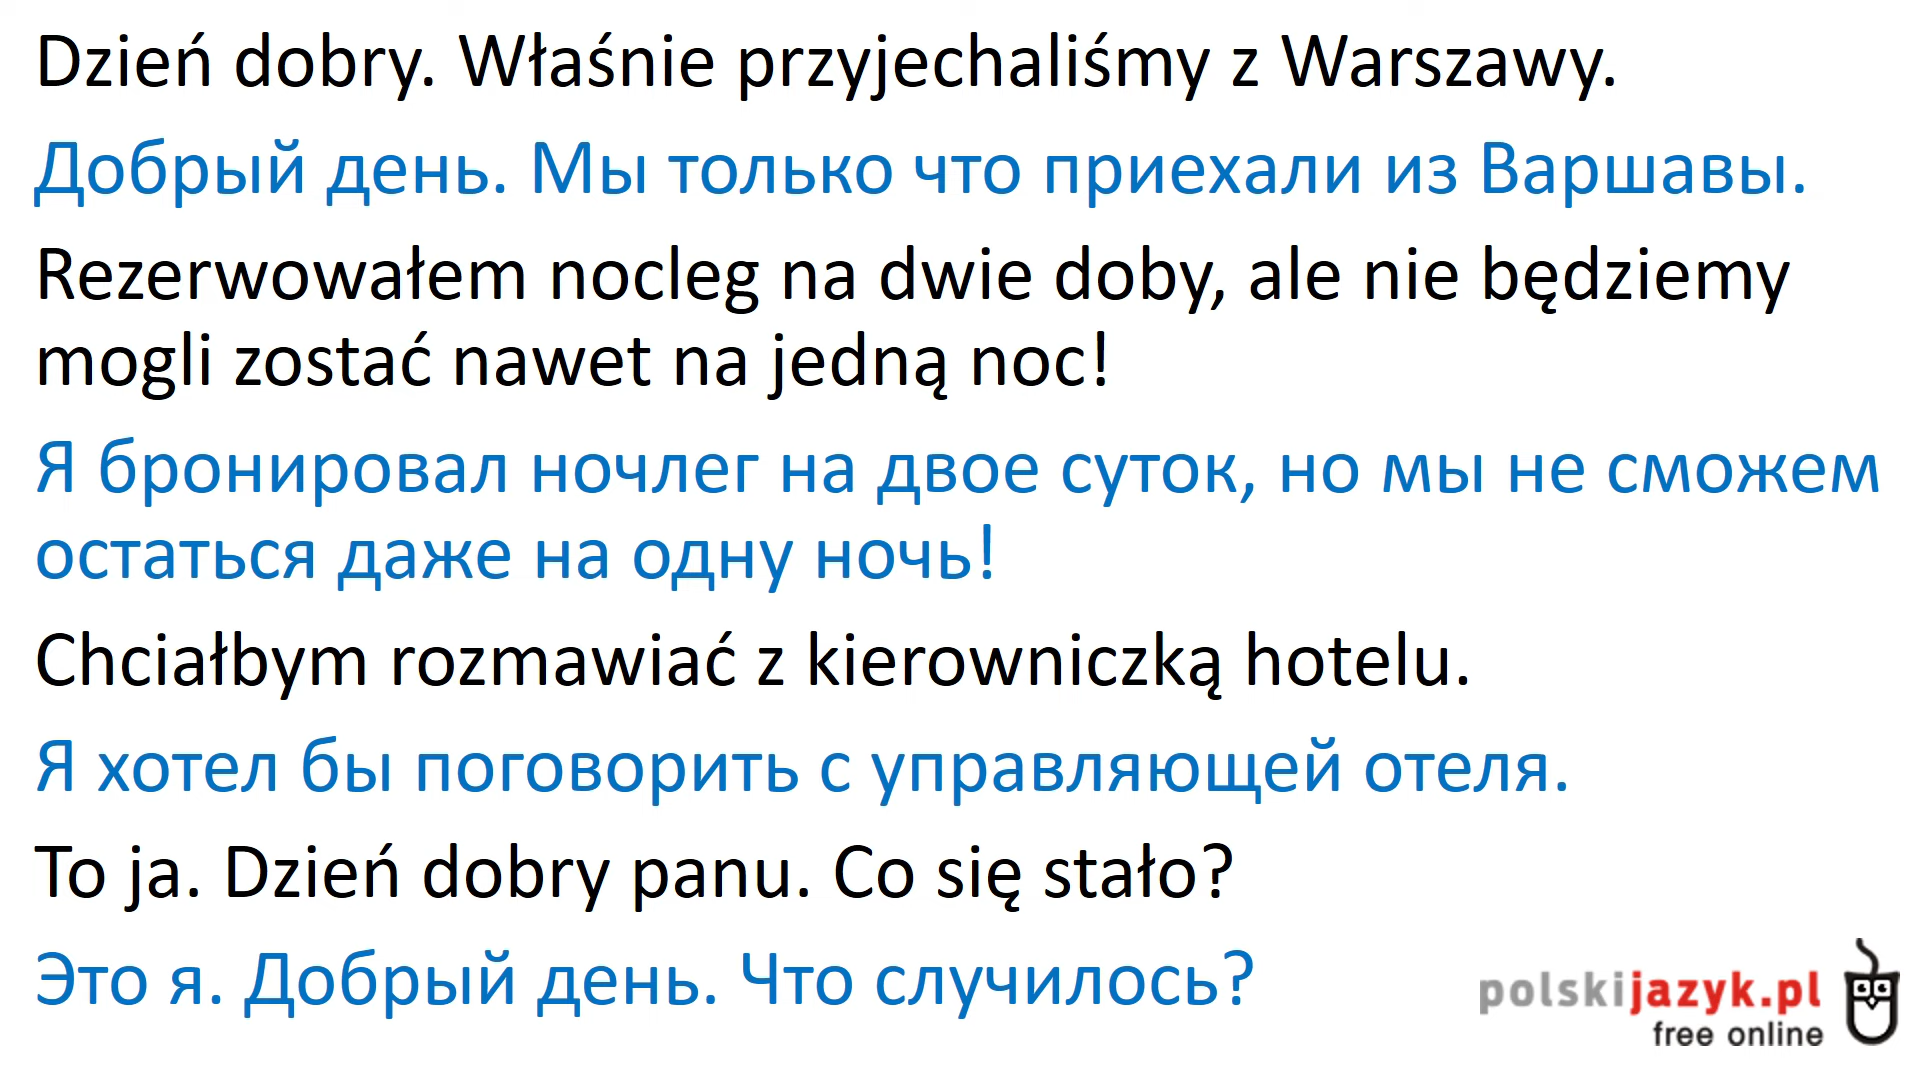 Dzień dobry. Właśnie przyjechaliśmy z Warszawy.
Добрый день. Мы только что приехали из Варшавы.
Rezerwowałem nocleg na dwie doby, ale nie będziemy
mogli zostać nawet na jedną noc!
Я бронировал ночлег на двое суток, но мы не сможем
остаться даже на одну ночь!
Chciałbym rozmawiać z kierowniczką hotelu.
Я хотел бы поговорить с управляющей отеля.
To ja. Dzień dobry panu. Co się stało?
Это я. Добрый день. Что случилось?
polskijazyk.pl
free online